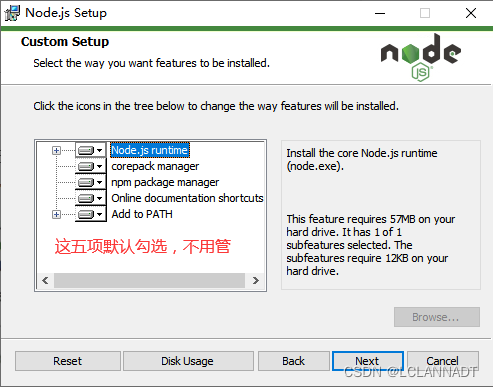 Node.js Setup
Custom Setup
Select the way you want features to be installed.
node
JS
Click the icons in the tree below to change the way features will be installed.
Node.js runtime
corepack manager
npm package manager
Online documentation shortcuts
Add to PATH
这五项默认勾选，不用管
Install the core Node.js runtime
(node.exe).
This feature requires 57MB on your
hard drive. It has 1 of 1
subfeatures selected. The
subfeatures require 12KB on your
hard drive.
Browse...
Reset
Disk Usage
Back
Next
Cancel
CSDN @LCLANNADT